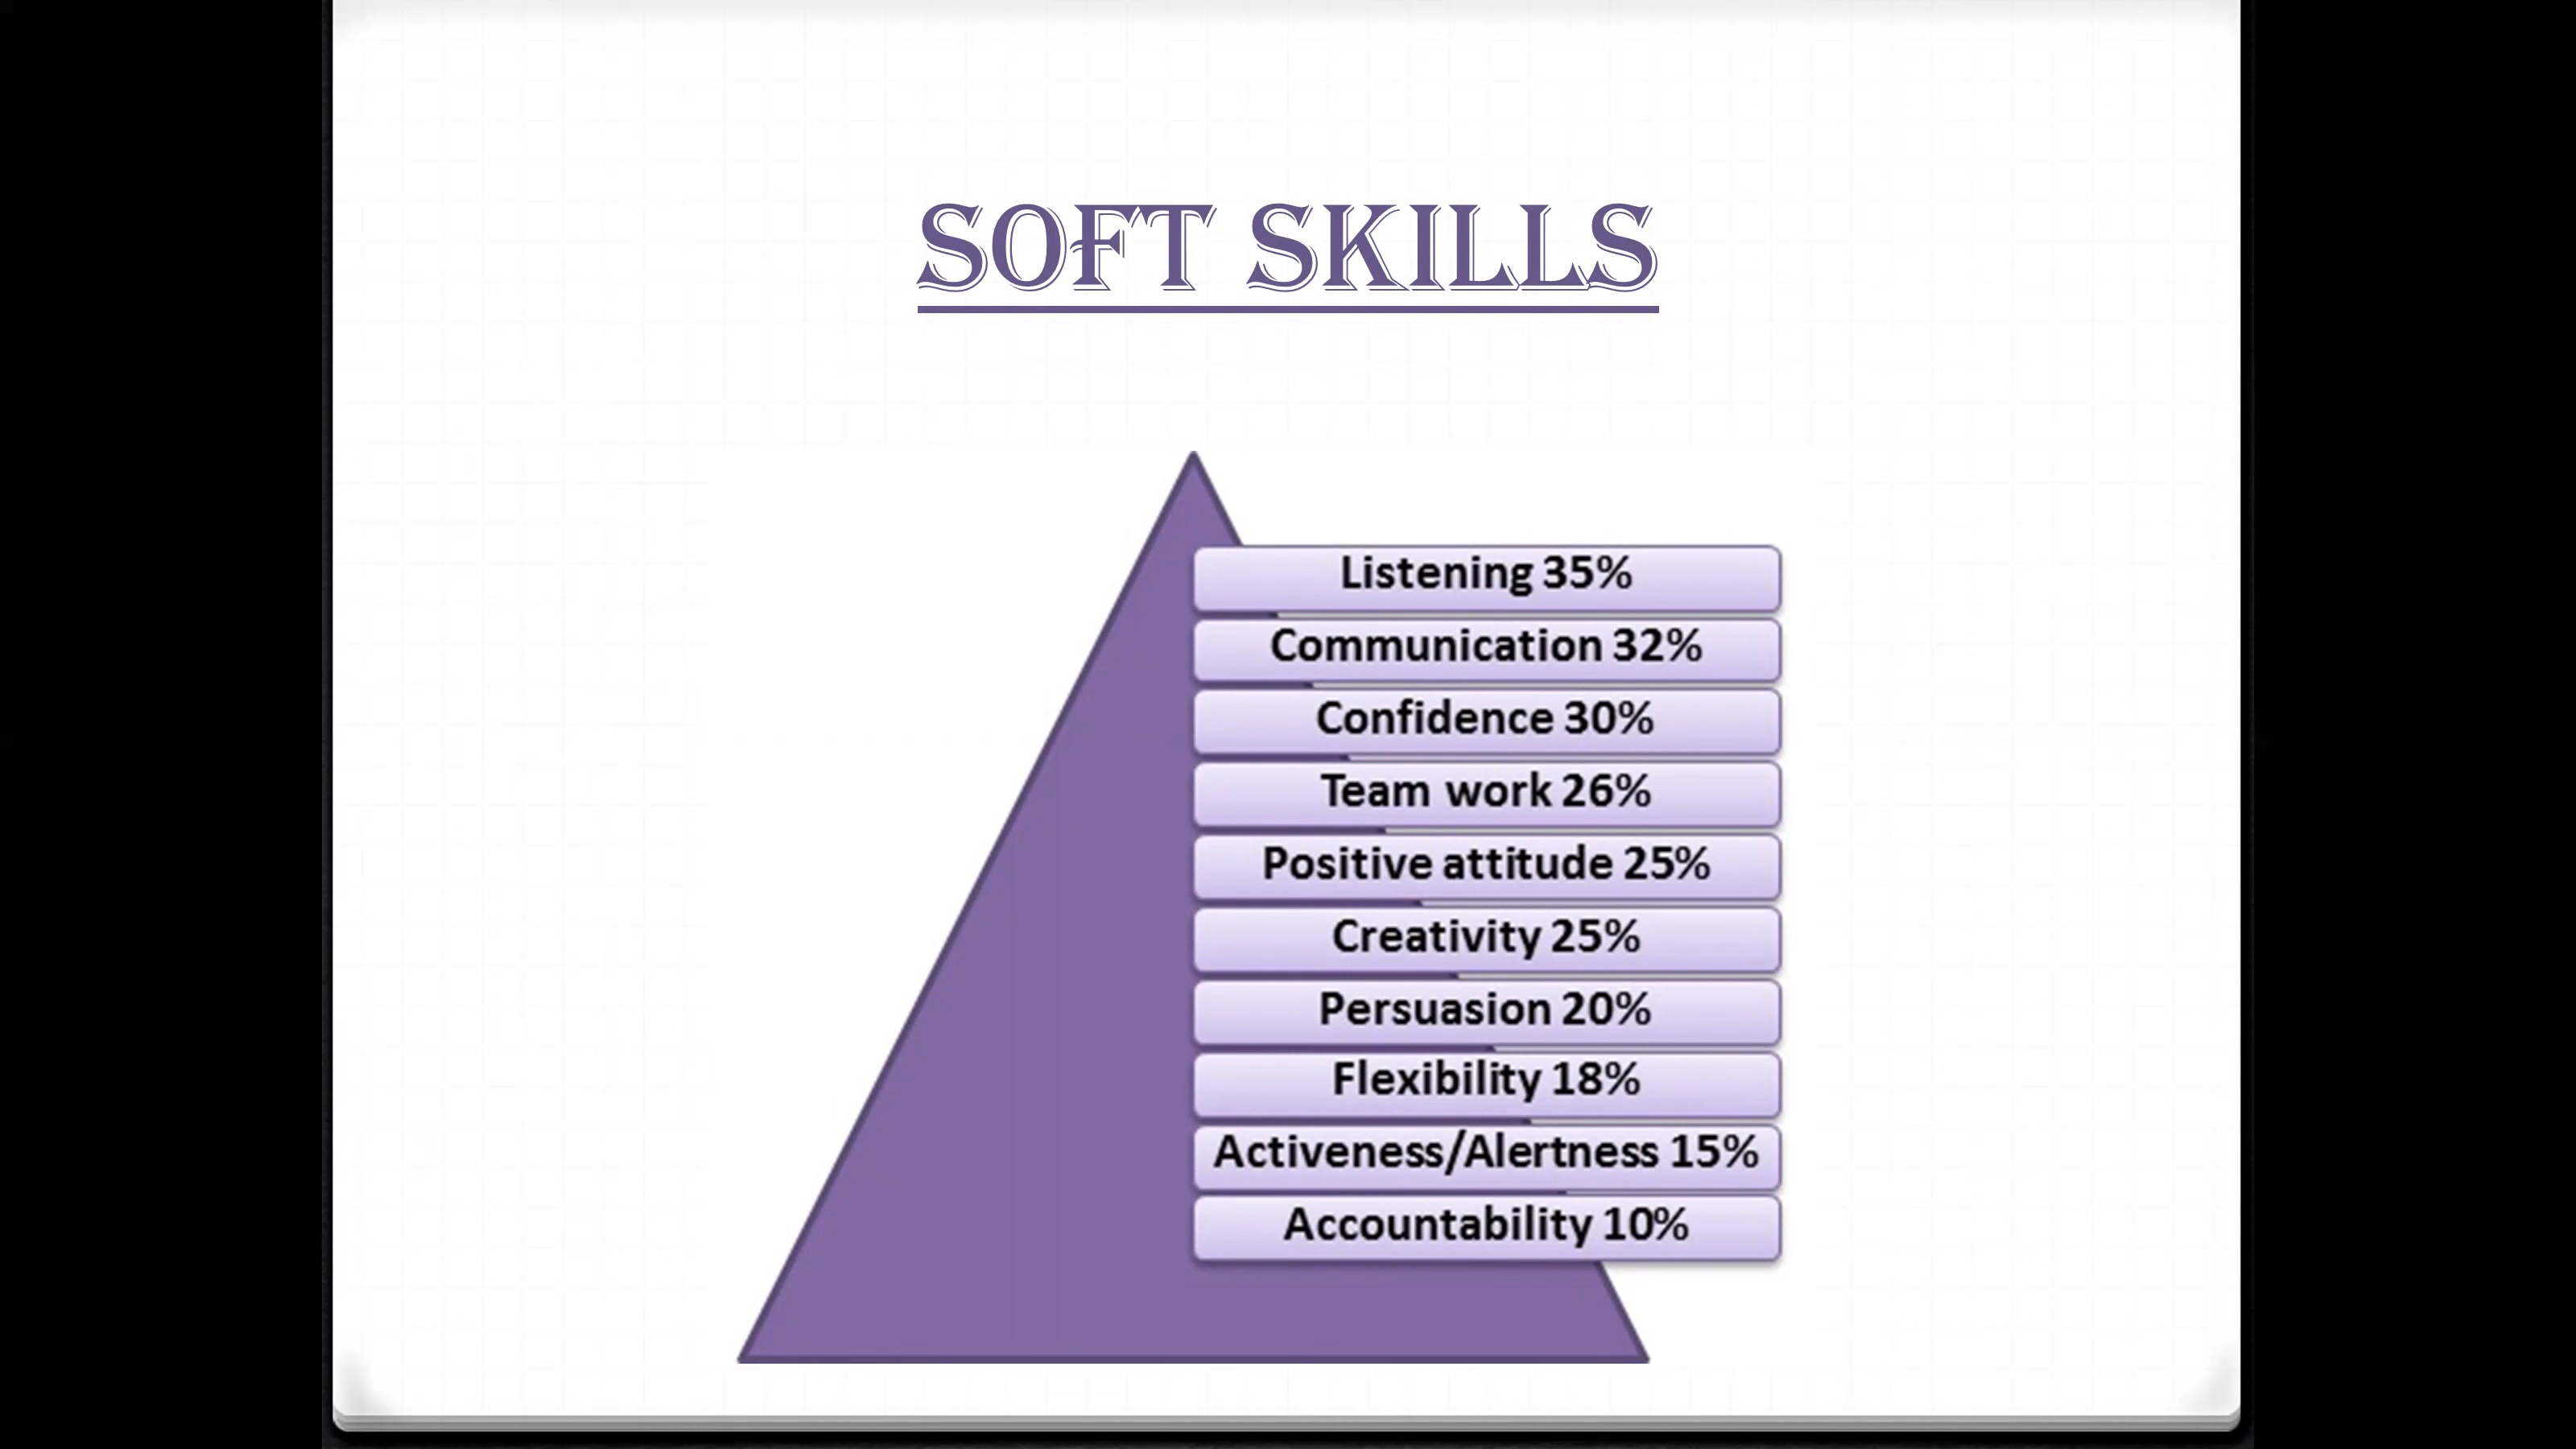 SOFT SKILLS
Listening 35%
Communication 32%
Confidence 30%
Team work 26%
Positive attitude 25%
Creativity 25%
Persuasion 20%
Flexibility 18%
Activeness/Alertness 15%
Accountability 10%